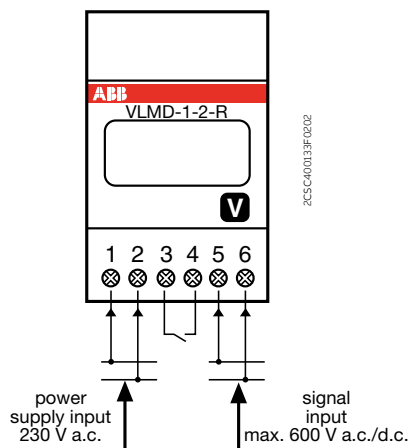 ABB
VLMD-1-2-R
V
1 2 3 4 5 6
2CSC400133F0202
power
supply input
230 V a.c.
signal
input
max. 600 V a.c./d.c.